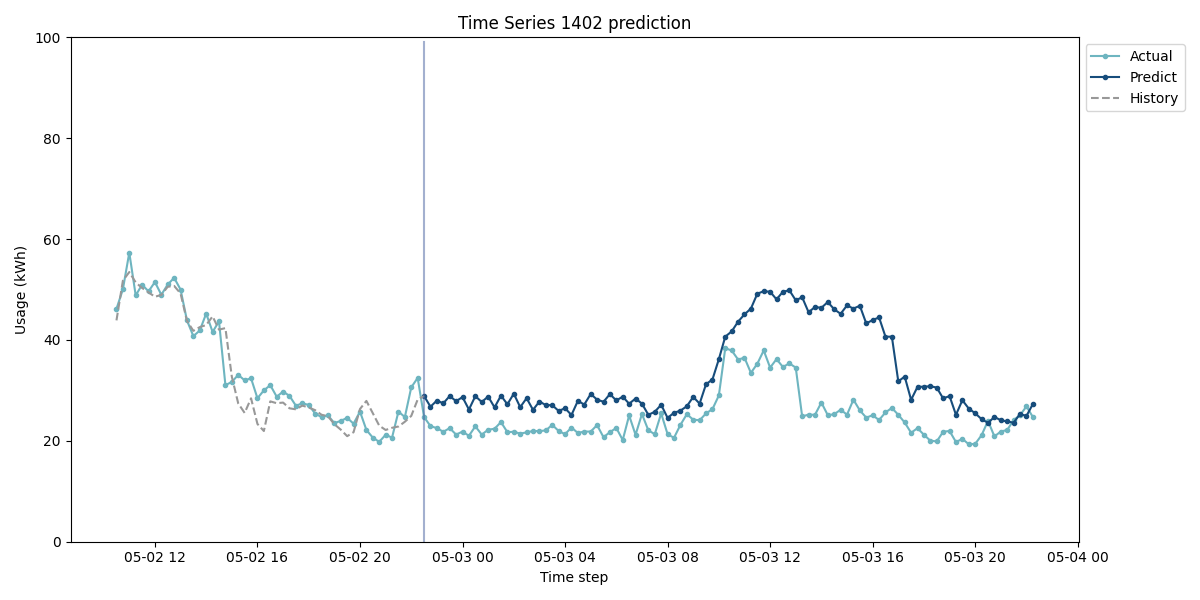 Time Series 1402 prediction
Usage (kWh)
100
80
60
40
20
0
05-02 12
05-02 16
05-02 20
05-03 00
05-03 04
05-03 08
05-03 12
05-03 16
05-03 20
05-04 00
Time step
Actual
Predict
History